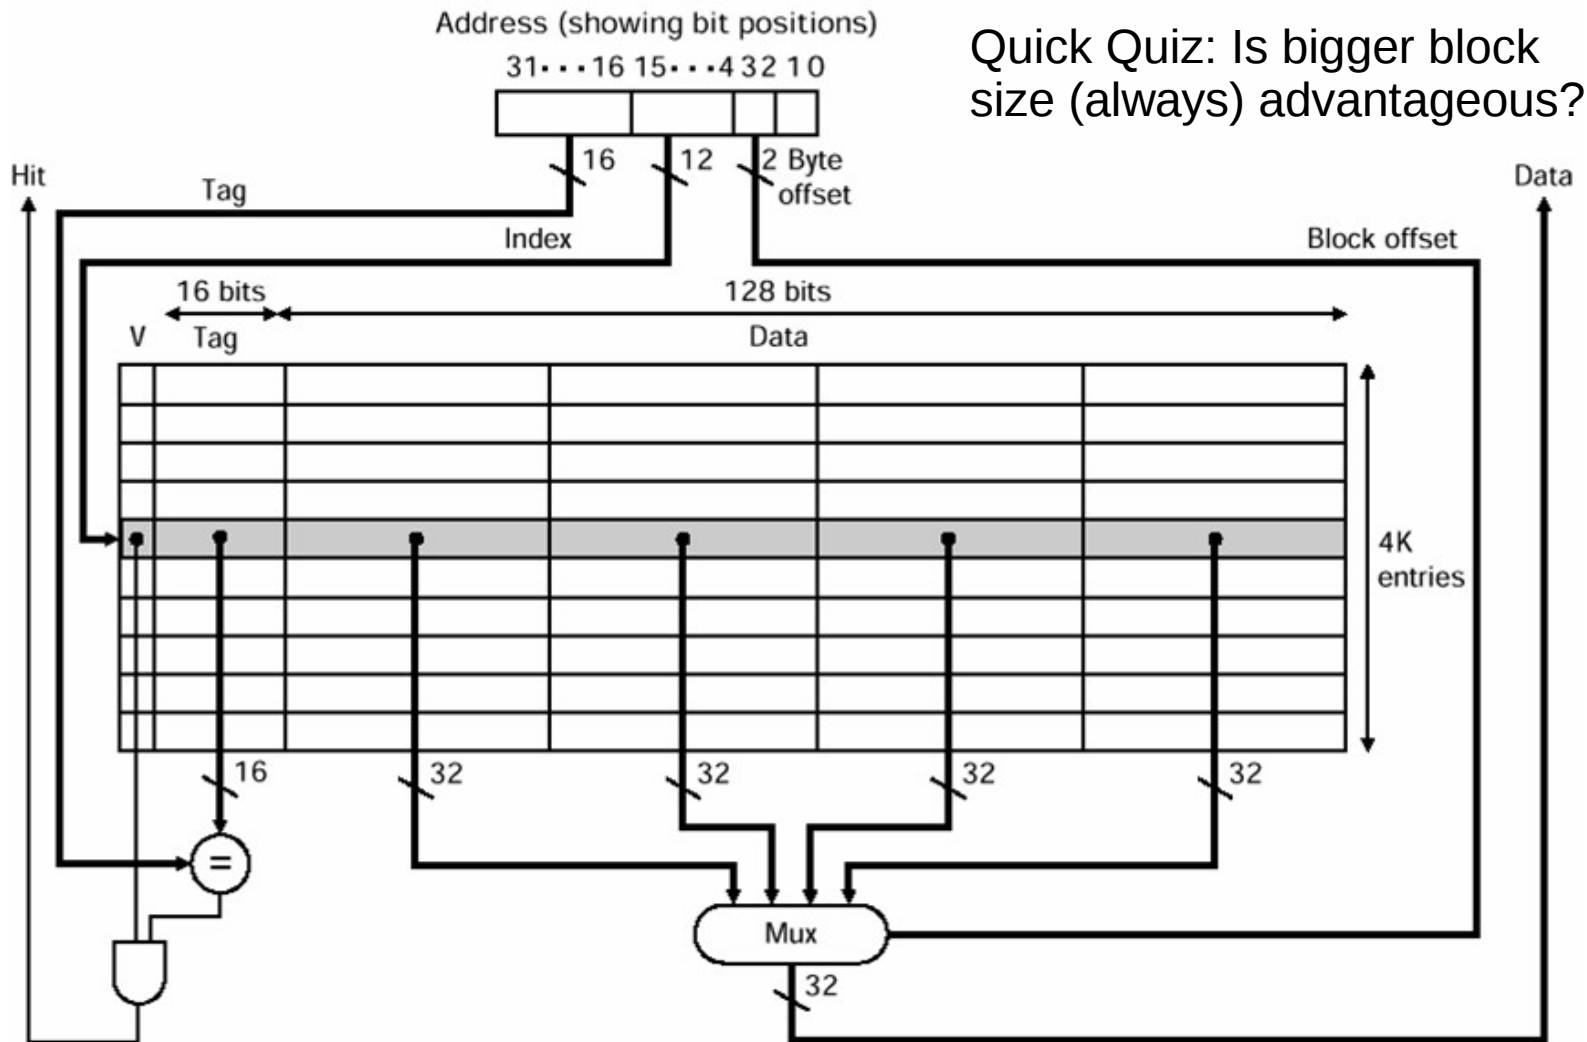 Address (showing bit positions)
Quick Quiz: Is bigger block
size (always) advantageous?
31···16 15···4 3 2 1 0
16 12 2 Byte
offset
Hit
Tag
Data
Index
Block offset
16 bits
128 bits
V
Tag
Data
4K
entries
16
32
32
32
32
=
Mux
32